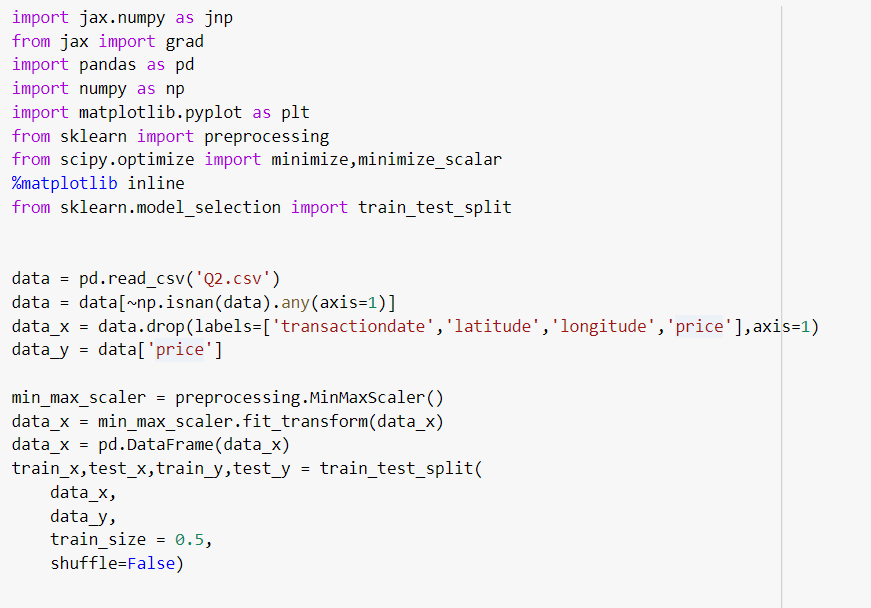 import jax.numpy as jnp
from jax import grad
import pandas as pd
import numpy as np
import matplotlib.pyplot as plt
from sklearn import preprocessing
from scipy.optimize import minimize,minimize_scalar
%matplotlib inline
from sklearn.model_selection import train_test_split
data = pd.read_csv('Q2.csv')
data = data[~np.isnan(data).any(axis=1)]
data_x = data.drop(labels=['transactiondate','latitude','longitude','price'],axis=1)
data_y = data['price']
min_max_scaler = preprocessing.MinMaxScaler()
data_x = min_max_scaler.fit_transform(data_x)
data_x = pd.DataFrame(data_x)
train_x,test_x,train_y,test_y = train_test_split(
    data_x,
    data_y,
    train_size = 0.5,
    shuffle=False)